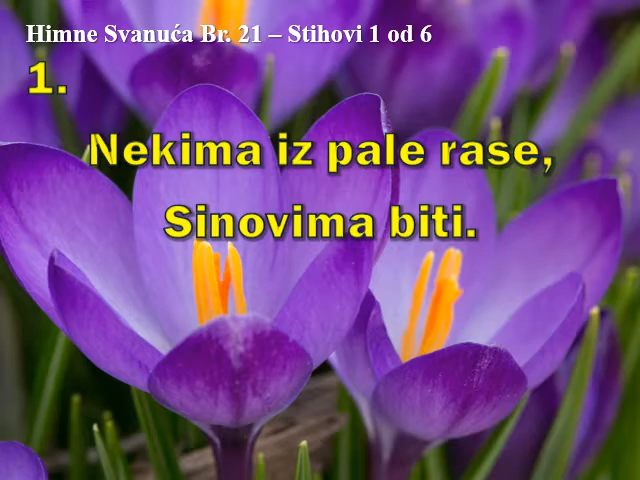 Himne Svanuća Br. 21 – Stihovi 1 od 6
1.
Nekima iz pale rase,
Sinovima biti.